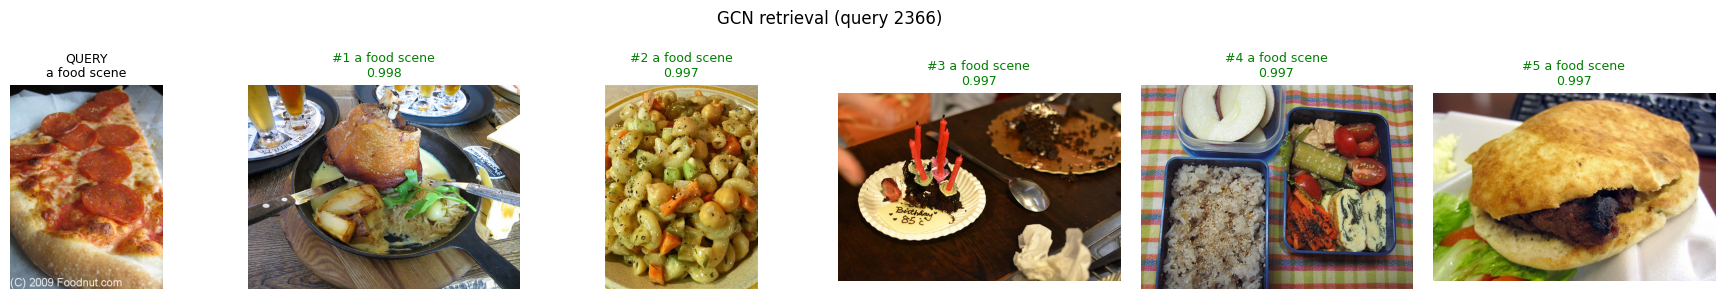 GCN retrieval (query 2366)
QUERY
a food scene
#1 a food scene
0.998
#2 a food scene
0.997
#3 a food scene
0.997
#4 a food scene
0.997
#5 a food scene
0.997
(C) 2009 Foodnut.com
Birthday
85